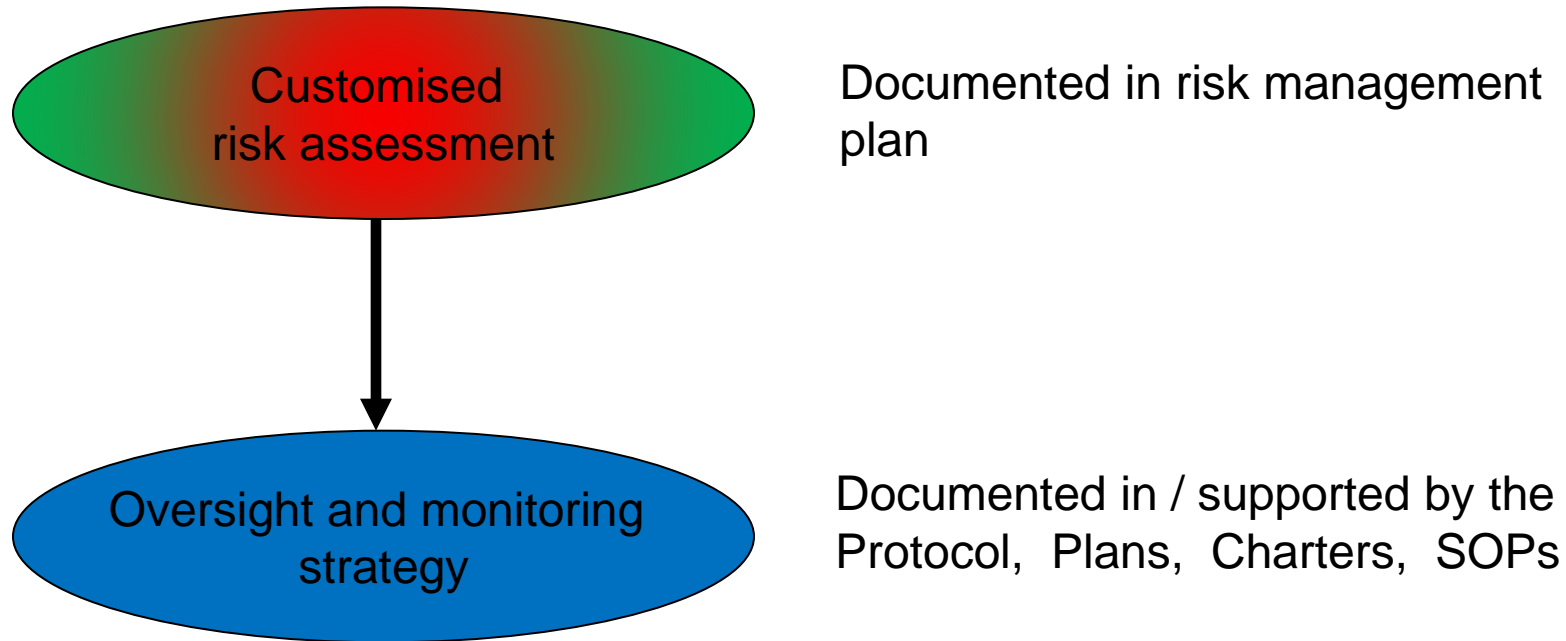 Customised
risk assessment
Documented in risk management
plan
Oversight and monitoring
strategy
Documented in / supported by the
Protocol, Plans, Charters, SOPs